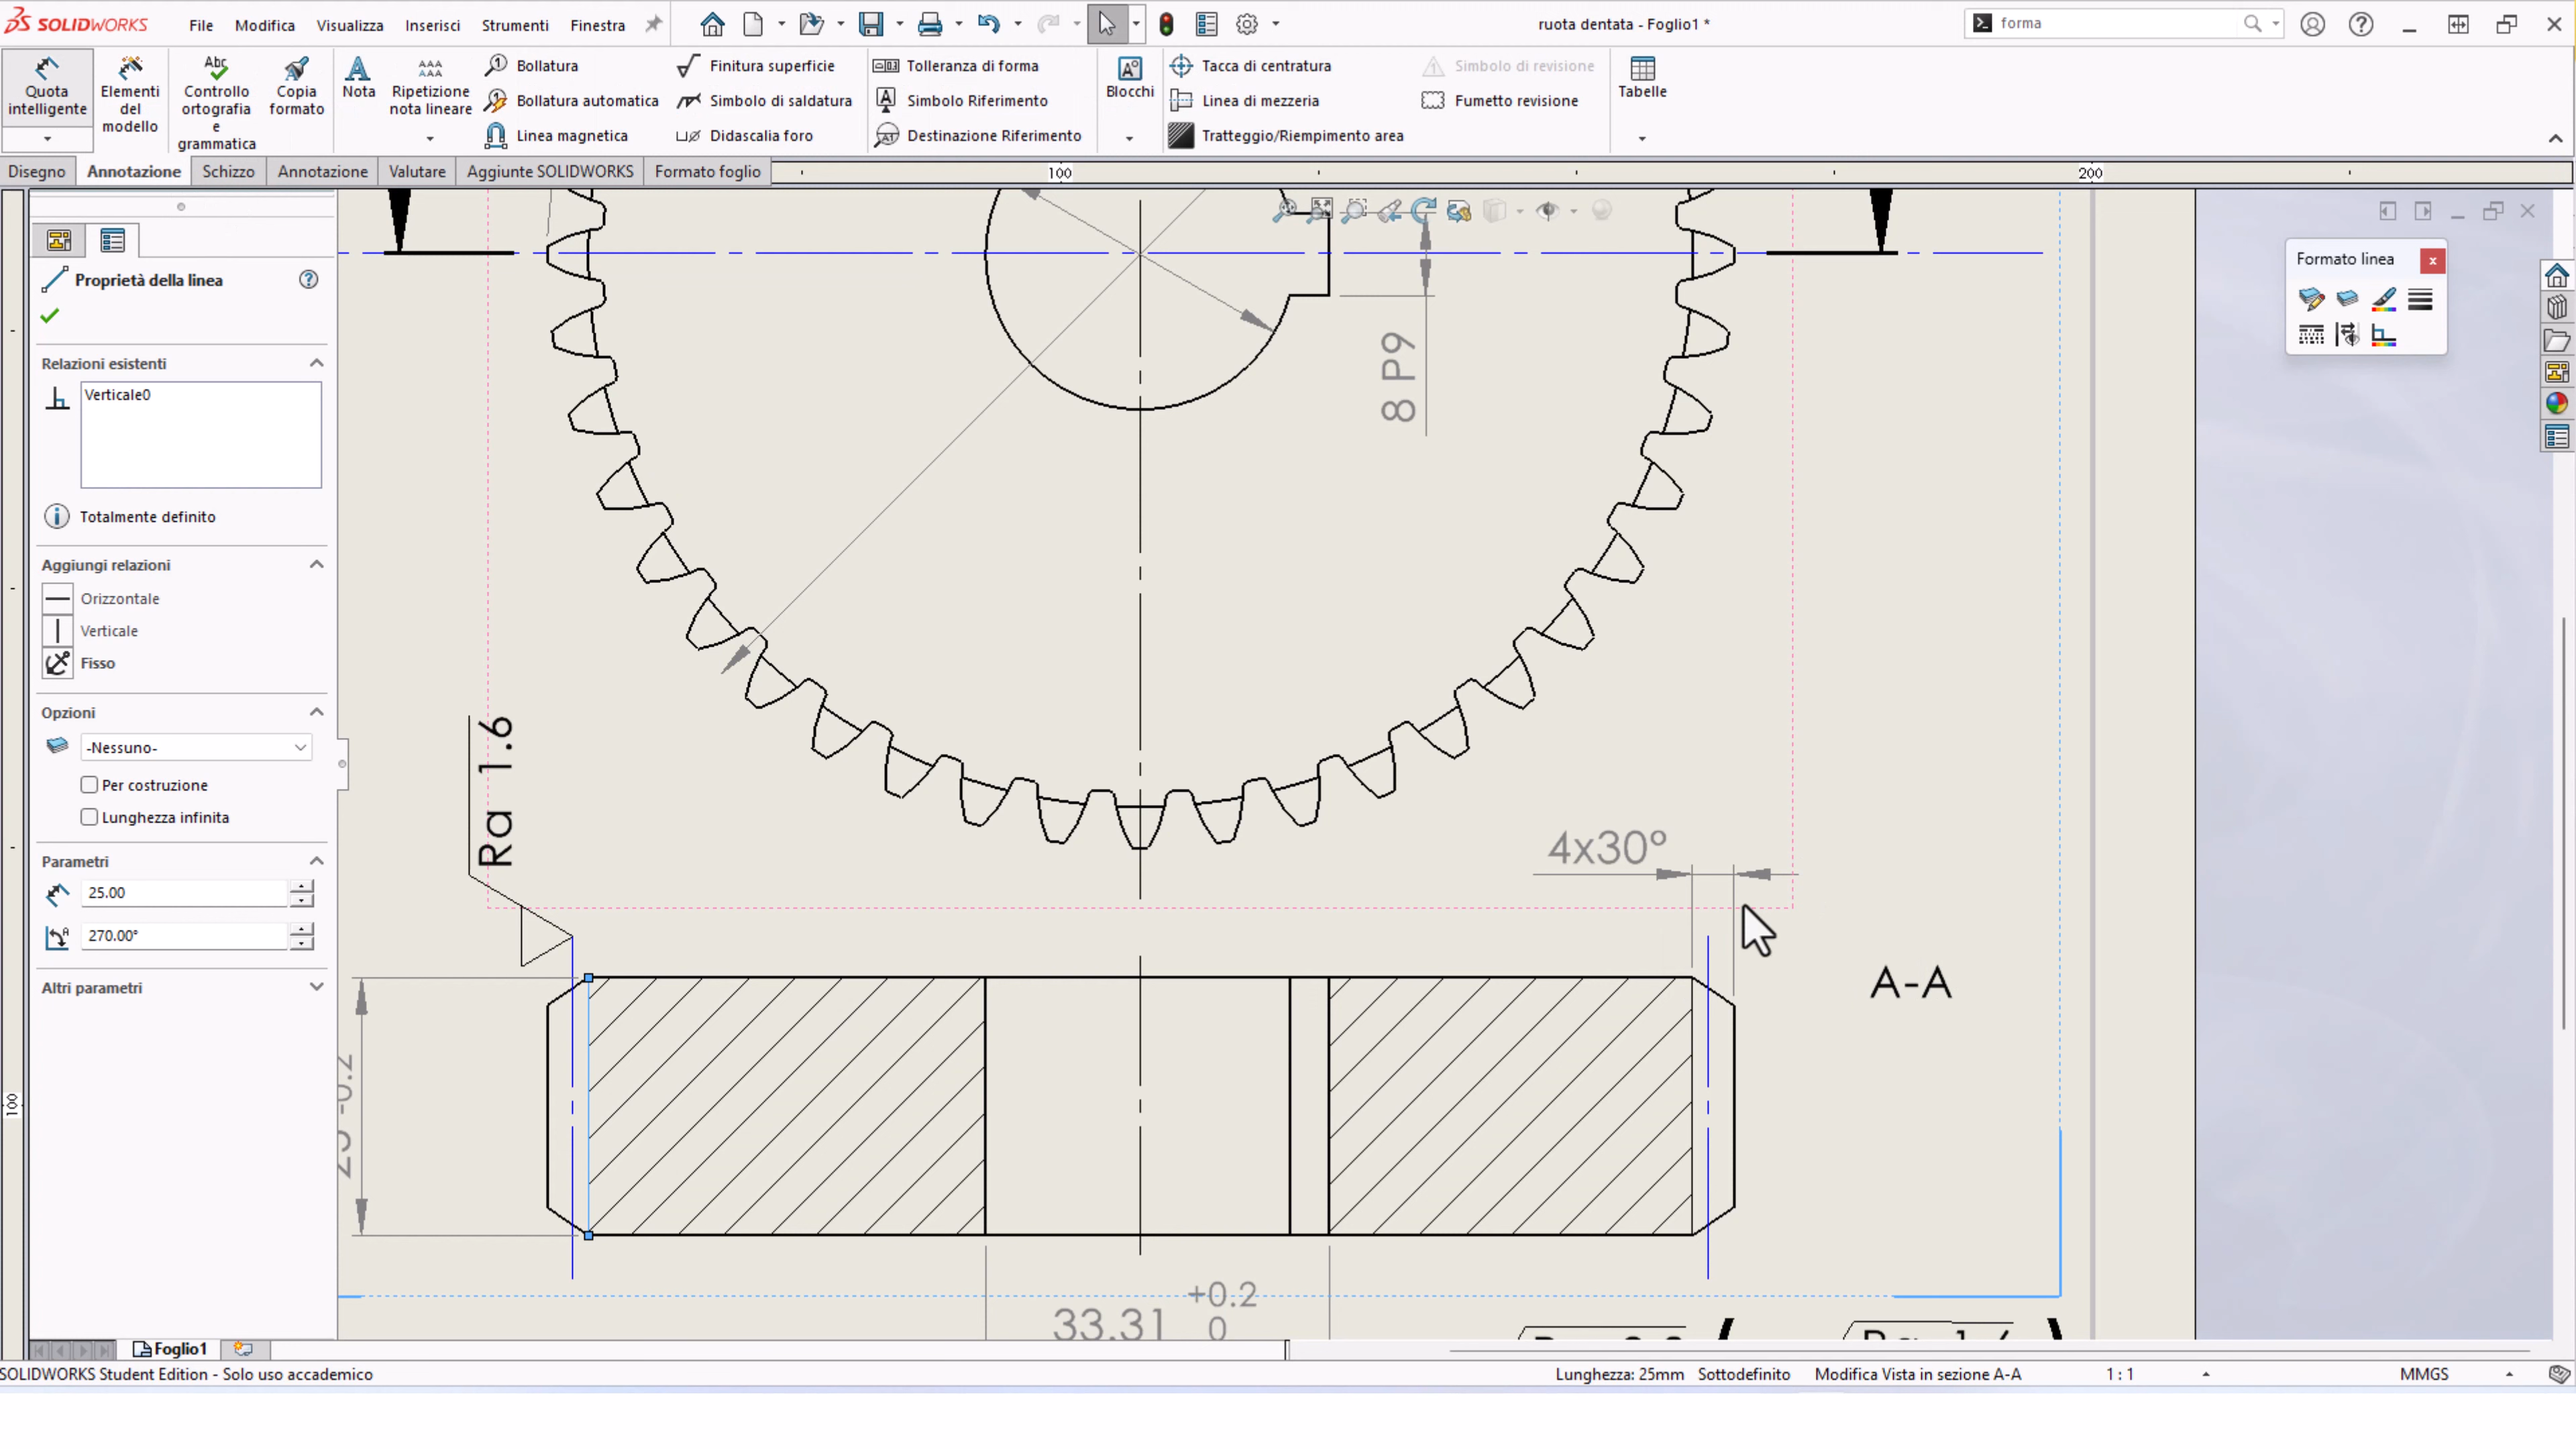 SOLIDWORKS
File Modifica Visualizza Inserisci Strumenti Finestra
ruota dentata - Foglio1 *
forma
Quota intelligente
Elementi del modello
Controllo ortografia e grammatica
Copia formato
Nota
Ripetizione nota lineare
Bollatura
Bollatura automatica
Linea magnetica
Finitura superficie
Simbolo di saldatura
Didascalia foro
Tolleranza di forma
Simbolo Riferimento
Destinazione Riferimento
Blocchi
Tacca di centratura
Linea di mezzeria
Tratteggio/Riempimento area
Simbolo di revisione
Fumetto revisione
Tabelle
Disegno Annotazione Schizzo Annotazione Valutare Aggiunte SOLIDWORKS Formato foglio
100
200
Proprietà della linea
Relazioni esistenti
Verticale0
Totalmente definito
Aggiungi relazioni
Orizzontale
Verticale
Fisso
Opzioni
-Nessuno-
Per costruzione
Lunghezza infinita
Parametri
25.00
270.00°
Altri parametri
Formato linea
8 P9
Ra 1.6
4x30°
A-A
100
33.31 +0.2 0
Foglio1
SOLIDWORKS Student Edition - Solo uso accademico
Lunghezza: 25mm Sottodefinito Modifica Vista in sezione A-A 1 : 1 MMGS